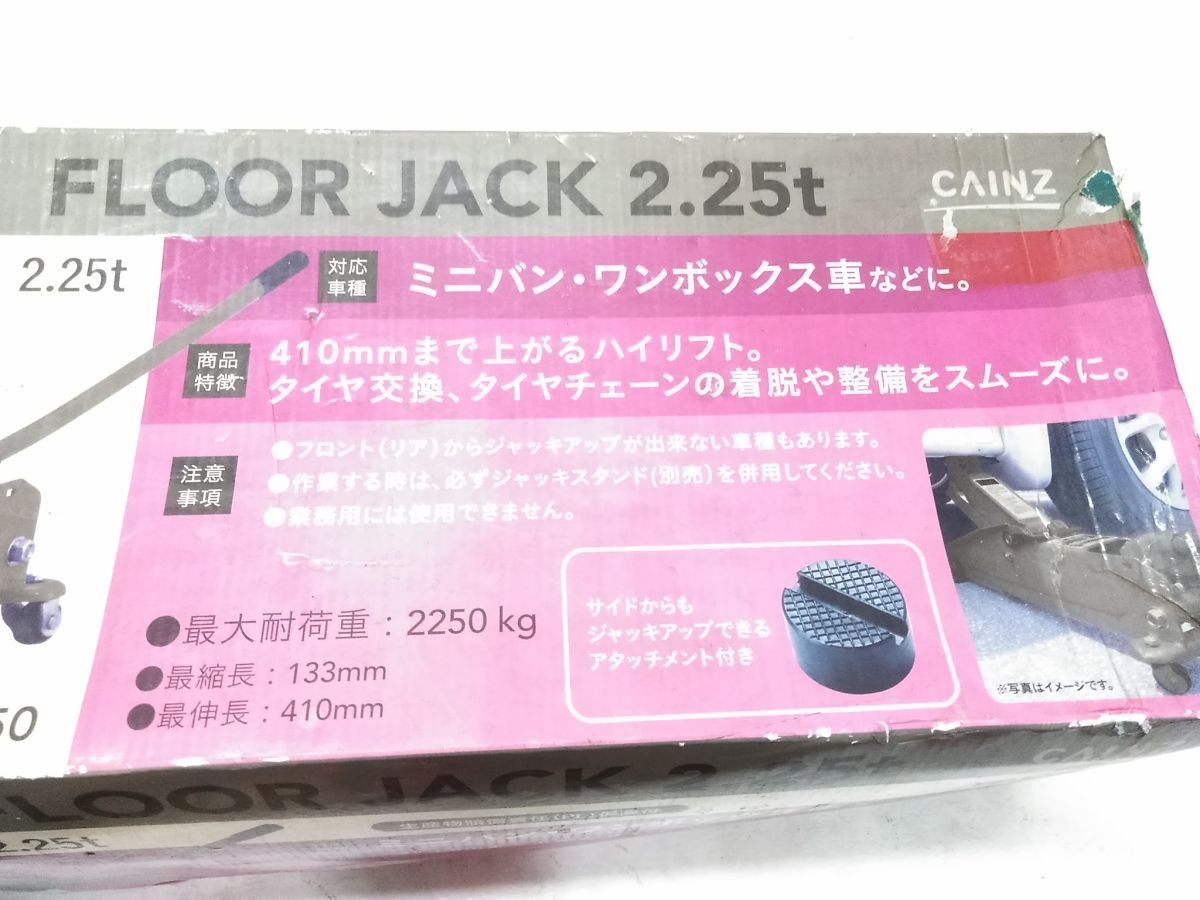 FLOOR JACK 2.25t
CAINZ
2.25t
対応
車種
ミニバン・ワンボックス車などに。
商品
特徴
410mmまで上がるハイリフト。
タイヤ交換、タイヤチェーンの着脱や整備をスムーズに。
注意
事項
●フロント(リア)からジャッキアップが出来ない車種もあります。
●作業する時は、必ずジャッキスタンド(別売)を併用してください。
●業務用には使用できません。
●最大耐荷重:2250kg
●最縮長:133mm
●最伸長:410mm
サイドからも
ジャッキアップできる
アタッチメント付き
※写真はイメージです。
50
FLOOR JACK 2.25t
CAINZ
2.25t